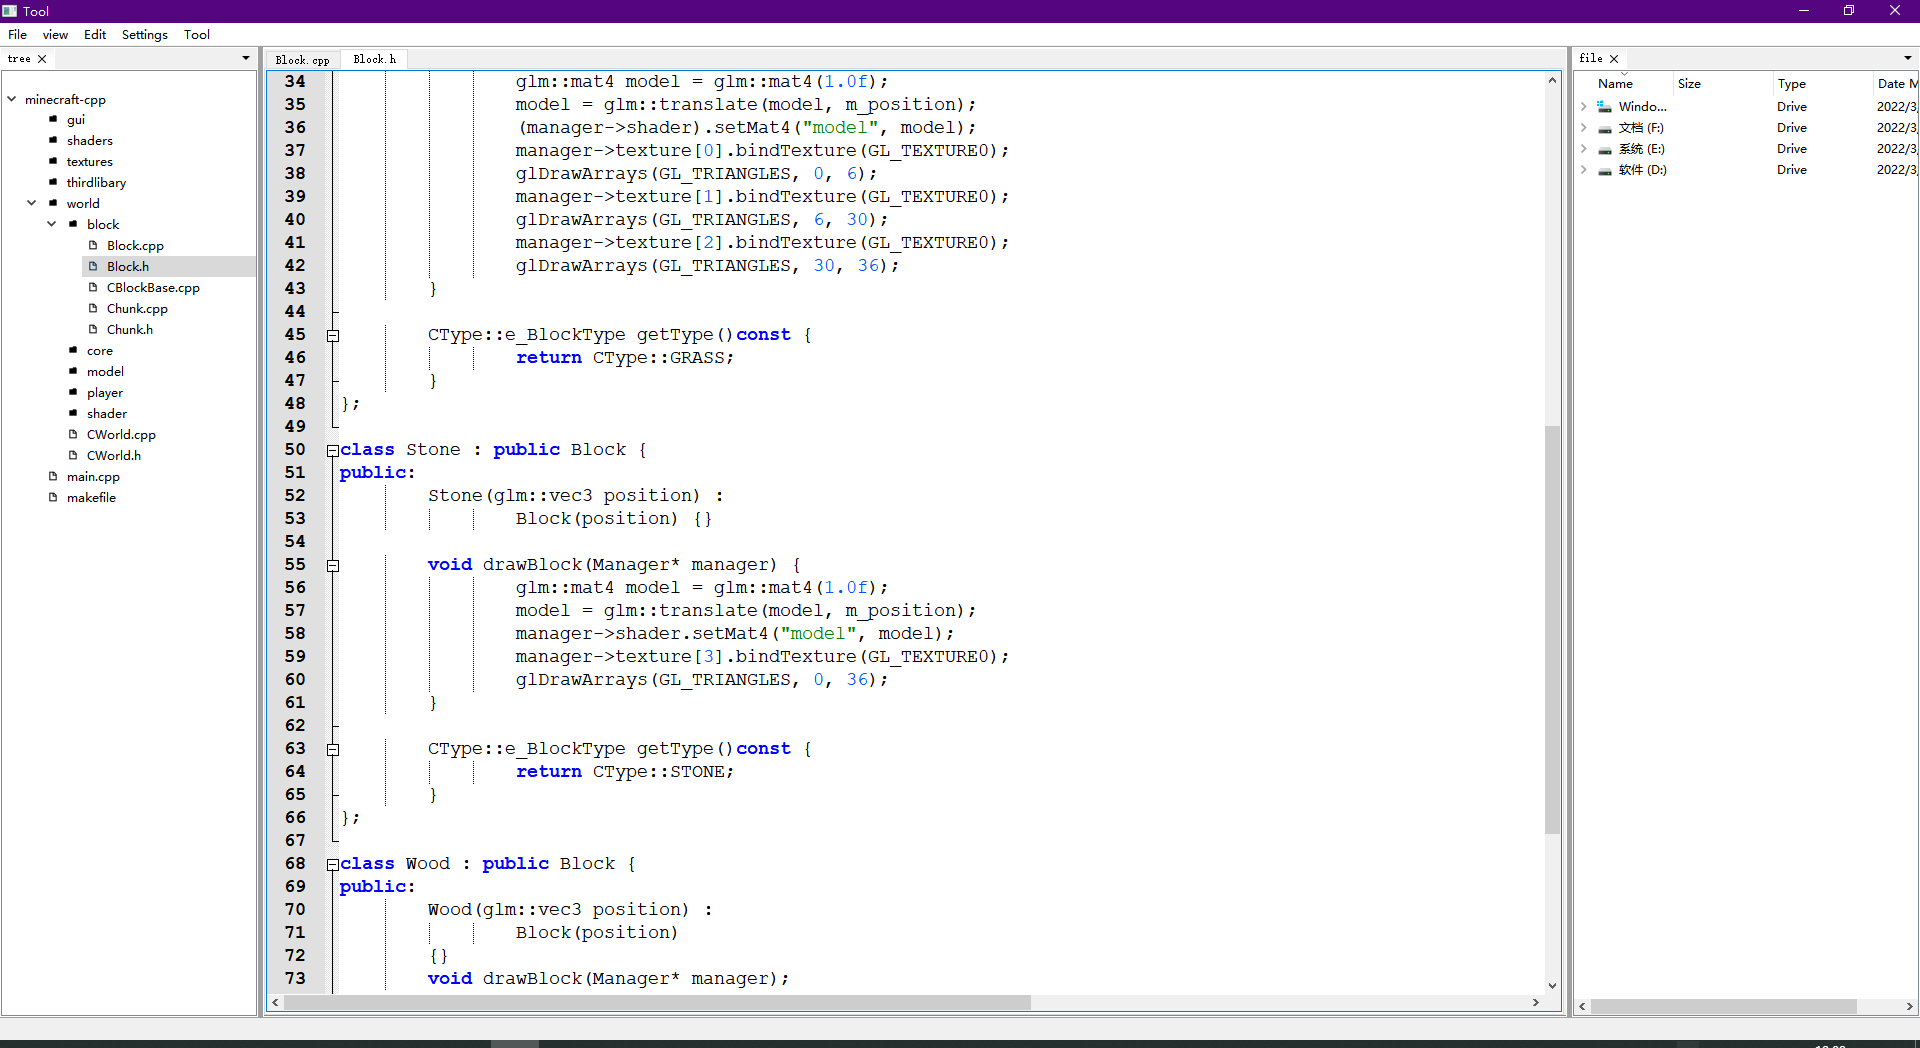 Tool
File view Edit Settings Tool
tree
minecraft-cpp
gui
shaders
textures
thirdlibary
world
block
Block.cpp
Block.h
CBlockBase.cpp
Chunk.cpp
Chunk.h
core
model
player
shader
CWorld.cpp
CWorld.h
main.cpp
makefile
Block.cpp Block.h
34 glm::mat4 model = glm::mat4(1.0f);
35 model = glm::translate(model, m_position);
36 (manager->shader).setMat4("model", model);
37 manager->texture[0].bindTexture(GL_TEXTURE0);
38 glDrawArrays(GL_TRIANGLES, 0, 6);
39 manager->texture[1].bindTexture(GL_TEXTURE0);
40 glDrawArrays(GL_TRIANGLES, 6, 30);
41 manager->texture[2].bindTexture(GL_TEXTURE0);
42 glDrawArrays(GL_TRIANGLES, 30, 36);
43 }
44
45 CType::e_BlockType getType()const {
46 return CType::GRASS;
47 }
48 };
49
50 class Stone : public Block {
51 public:
52 Stone(glm::vec3 position) :
53 Block(position) {}
54
55 void drawBlock(Manager* manager) {
56 glm::mat4 model = glm::mat4(1.0f);
57 model = glm::translate(model, m_position);
58 manager->shader.setMat4("model", model);
59 manager->texture[3].bindTexture(GL_TEXTURE0);
60 glDrawArrays(GL_TRIANGLES, 0, 36);
61 }
62
63 CType::e_BlockType getType()const {
64 return CType::STONE;
65 }
66 };
67
68 class Wood : public Block {
69 public:
70 Wood(glm::vec3 position) :
71 Block(position)
72 {}
73 void drawBlock(Manager* manager);
file
Name Size Type Date M
Windo... Drive 2022/3,
文档 (F:) Drive 2022/3,
系统 (E:) Drive 2022/3,
软件 (D:) Drive 2022/3,